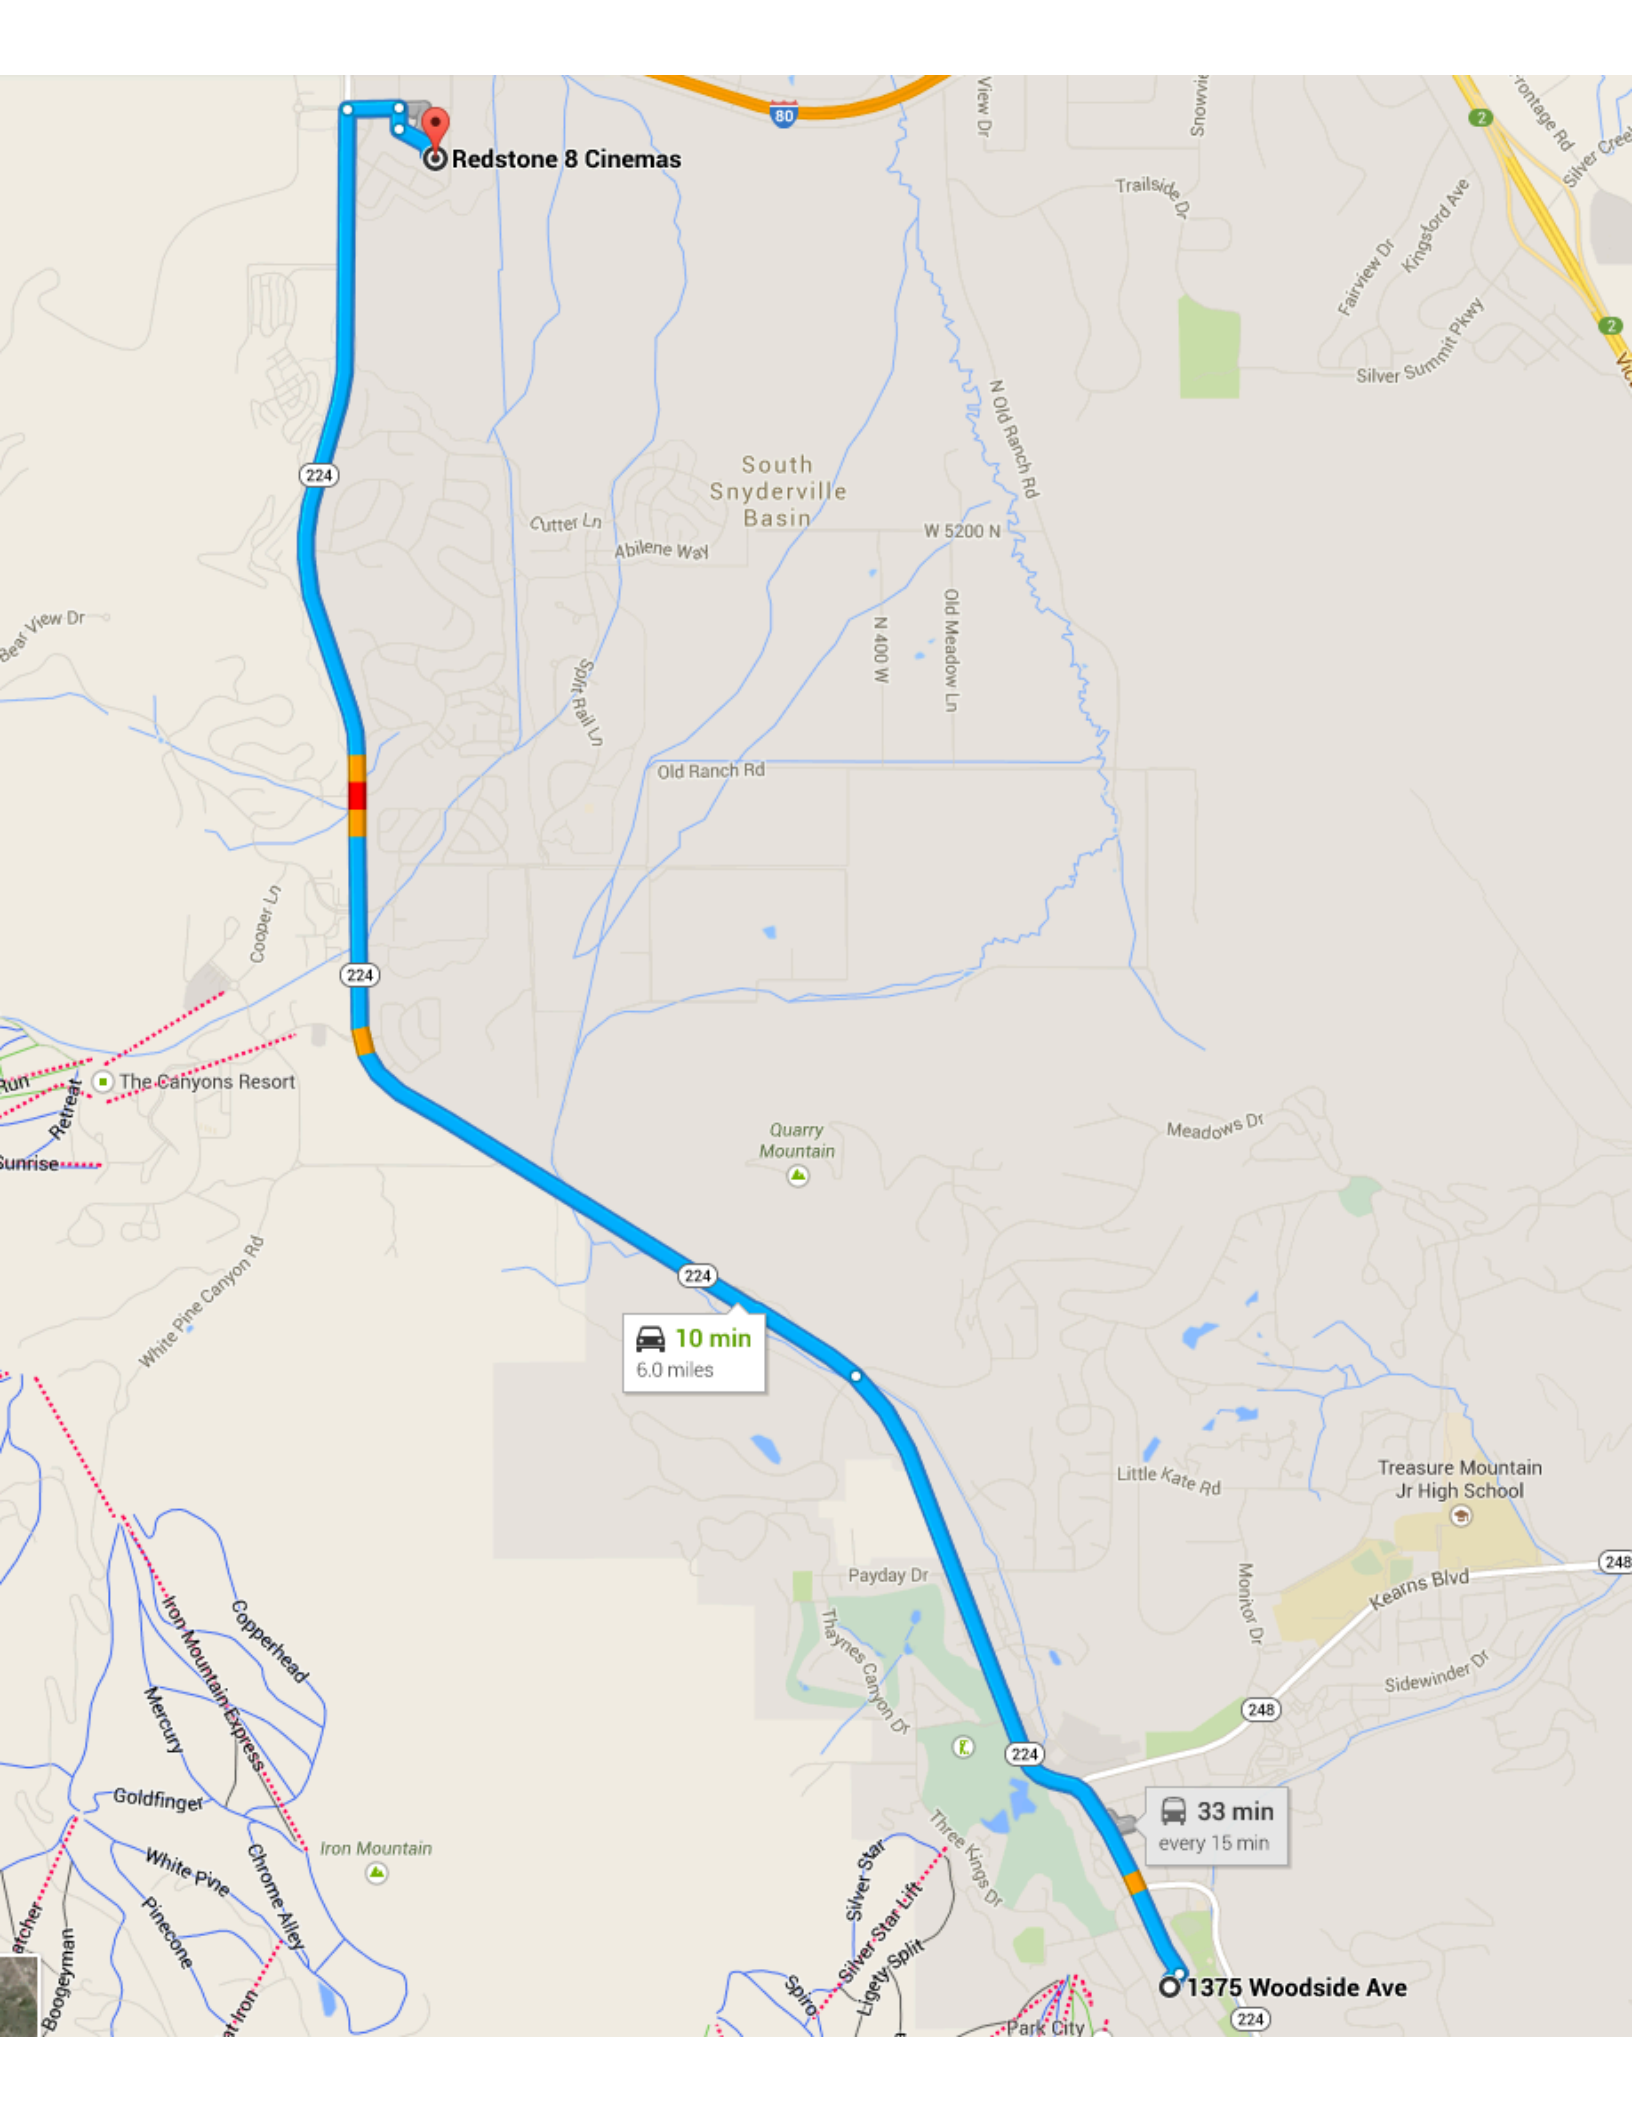 80
View Dr
Snowvie
Frontage Rd
Silver Creek
2
Redstone 8 Cinemas
Trailside Dr
Kingsford Ave
Fairview Dr
2
Silver Summit Pkwy
N Old Ranch Rd
224
South
Snyderville
Basin
Cutter Ln
Abilene Way
W 5200 N
Bear View Dr
Split Rail Ln
N 400 W
Old Meadow Ln
Old Ranch Rd
Cooper Ln
224
Run
Retreat
The Canyons Resort
Sunrise
Quarry
Mountain
Meadows Dr
White Pine Canyon Rd
224
10 min
6.0 miles
Little Kate Rd
Treasure Mountain
Jr High School
248
Payday Dr
Monitor Dr
Kearns Blvd
Thaynes Canyon Dr
Sidewinder Dr
Copperhead
Iron Mountain Express
Mercury
248
224
Goldfinger
33 min
every 15 min
Three Kings Dr
Iron Mountain
Chrome Alley
White Pine
Pinecone
Silver Star
Silver Star Lift
Ligety Split
Spiro
atcher
Boogeyman
at Iron
1375 Woodside Ave
224
Park City